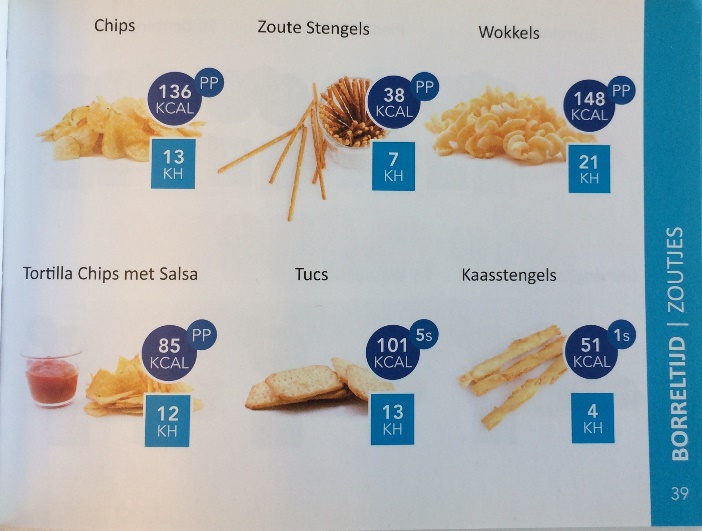 Chips
136
KCAL
PP
13
KH
Zoute Stengels
38
KCAL
PP
7
KH
Wokkels
148
KCAL
PP
21
KH
Tortilla Chips met Salsa
85
KCAL
PP
12
KH
Tucs
101
KCAL
5s
13
KH
Kaasstengels
51
KCAL
1s
4
KH
BORRELTIJD | ZOUTJES
39